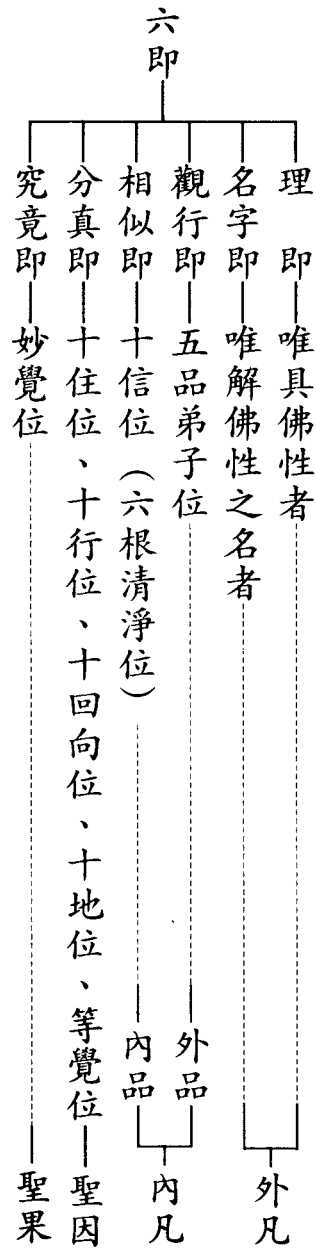 六即
理即 唯具佛性者
名字即 唯解佛性之名者
外凡
觀行即 五品弟子位 外品
相似即 十信位（六根清淨位） 內品
內凡
分真即 十住位、十行位、十回向位、十地位、等覺位 聖因
究竟即 妙覺位 聖果